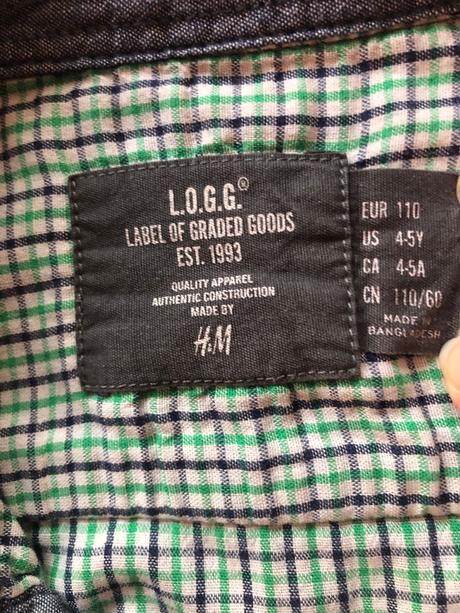 L.O.G.G.®
LABEL OF GRADED GOODS
EST. 1993
QUALITY APPAREL
AUTHENTIC CONSTRUCTION
MADE BY
H.M
EUR 110
US 4-5Y
CA 4-5A
CN 110/60
MADE IN
BANGLADESH